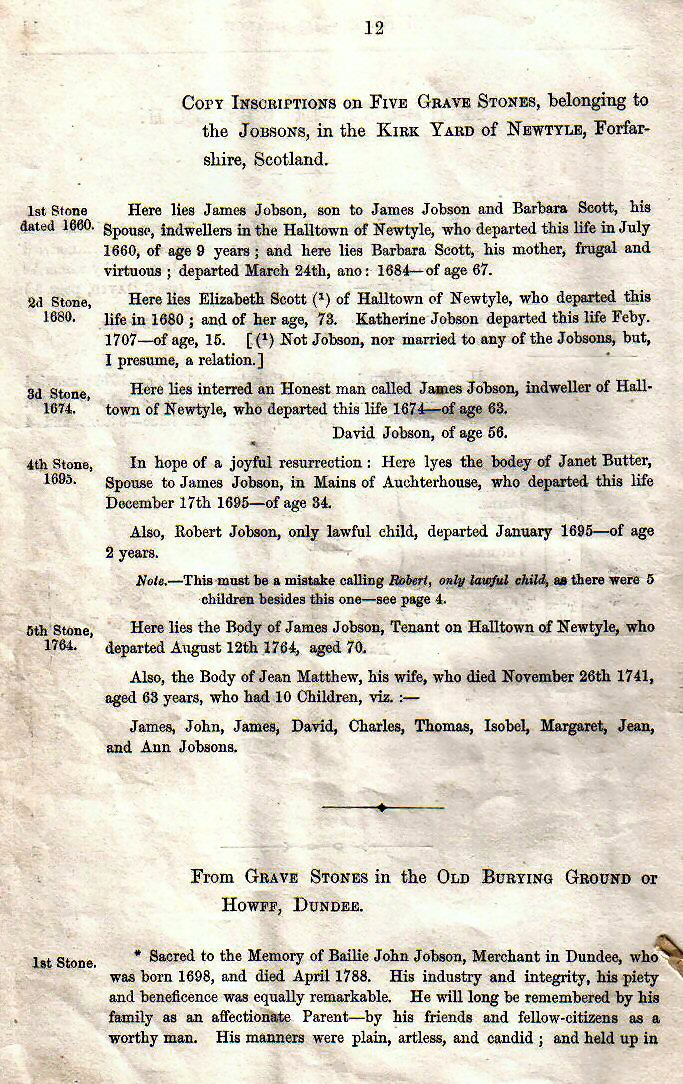 12
Copy Inscriptions on Five Grave Stones, belonging to
the Jobsons, in the Kirk Yard of Newtyle, Forfar-
shire, Scotland.
1st Stone
dated 1660.
Here lies James Jobson, son to James Jobson and Barbara Scott, his
Spouse, indwellers in the Halltown of Newtyle, who departed this life in July
1660, of age 9 years ; and here lies Barbara Scott, his mother, frugal and
virtuous ; departed March 24th, ano: 1684—of age 67.
2d Stone,
1680.
Here lies Elizabeth Scott (¹) of Halltown of Newtyle, who departed this
life in 1680 ; and of her age, 73. Katherine Jobson departed this life Feby.
1707—of age, 15. [(¹) Not Jobson, nor married to any of the Jobsons, but,
I presume, a relation.]
3d Stone,
1674.
Here lies interred an Honest man called James Jobson, indweller of Hall-
town of Newtyle, who departed this life 1674—of age 63.
David Jobson, of age 56.
4th Stone,
1695.
In hope of a joyful resurrection : Here lyes the bodey of Janet Butter,
Spouse to James Jobson, in Mains of Auchterhouse, who departed this life
December 17th 1695—of age 34.
Also, Robert Jobson, only lawful child, departed January 1695—of age
2 years.
Note.—This must be a mistake calling Robert, only lawful child, as there were 5
children besides this one—see page 4.
5th Stone,
1764.
Here lies the Body of James Jobson, Tenant on Halltown of Newtyle, who
departed August 12th 1764, aged 70.
Also, the Body of Jean Matthew, his wife, who died November 26th 1741,
aged 63 years, who had 10 Children, viz. :—
James, John, James, David, Charles, Thomas, Isobel, Margaret, Jean,
and Ann Jobsons.
From Grave Stones in the Old Burying Ground or
Howff, Dundee.
1st Stone.
* Sacred to the Memory of Bailie John Jobson, Merchant in Dundee, who
was born 1698, and died April 1788. His industry and integrity, his piety
and beneficence was equally remarkable. He will long be remembered by his
family as an affectionate Parent—by his friends and fellow-citizens as a
worthy man. His manners were plain, artless, and candid ; and held up in